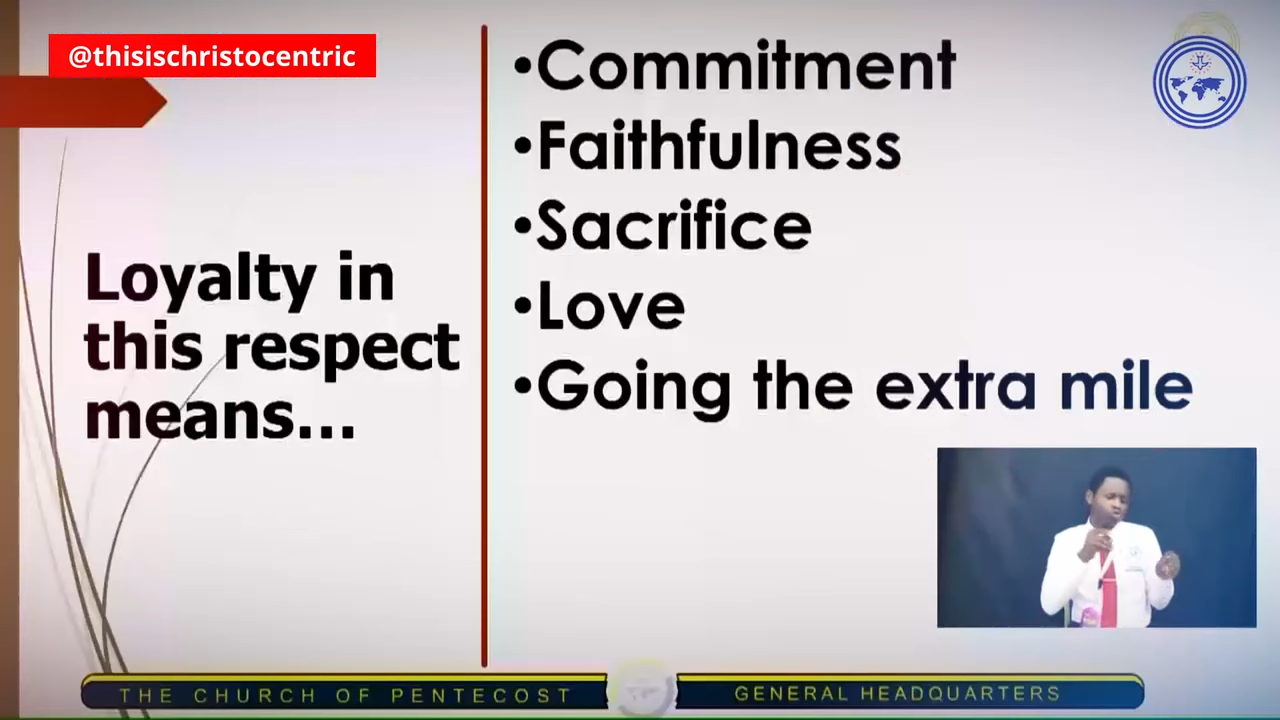 @thisischristocentric
Loyalty in
this respect
means...
•Commitment
•Faithfulness
•Sacrifice
•Love
•Going the extra mile
THE CHURCH OF PENTECOST
GENERAL HEADQUARTERS